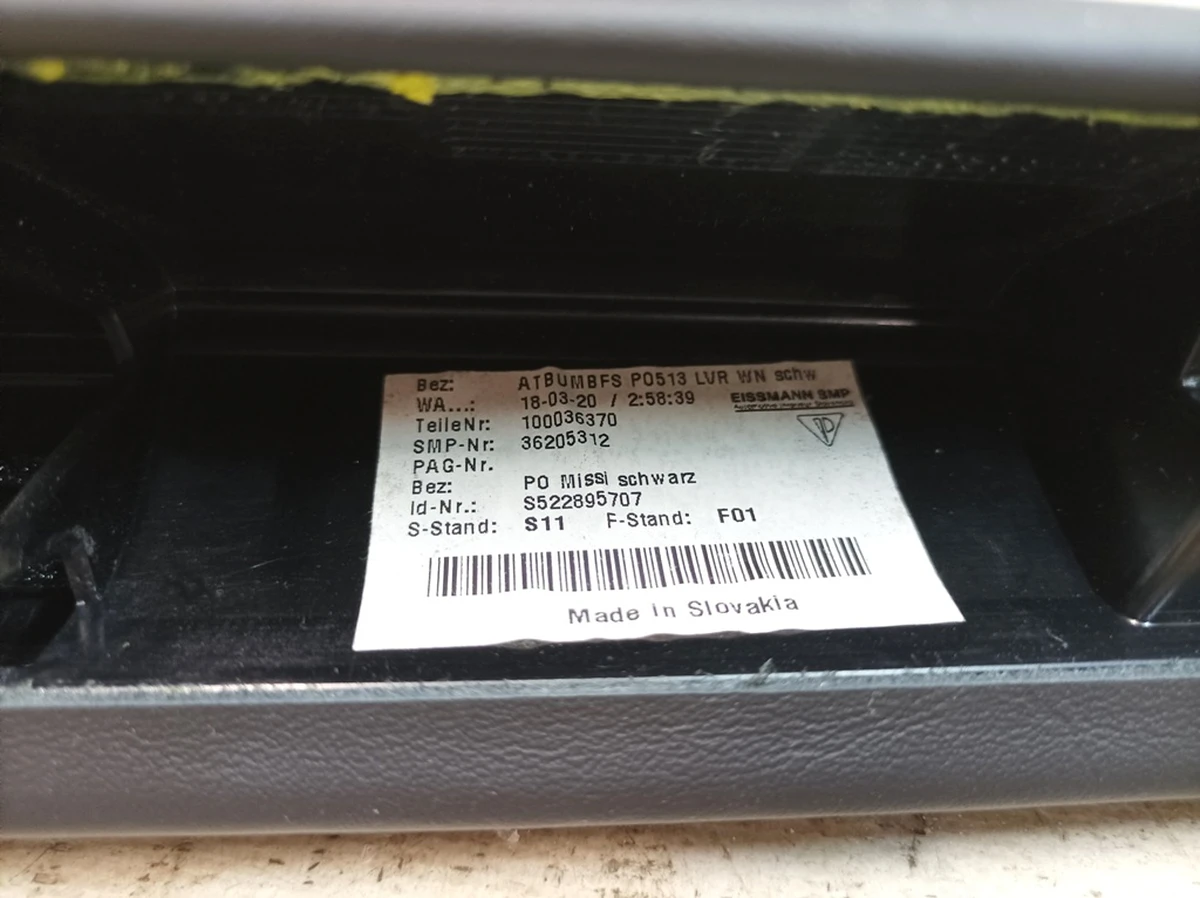 Bez: ATBUMBFS PO513 LVR WN schw
WA...: 18-03-20 / 2:58:39
EISSMANN SMP
TeileNr: 100036370
SMP-Nr: 36205312
PAG-Nr.
Bez: PO Missi schwarz
Id-Nr.: S522895707
S-Stand: S11 F-Stand: F01
Made in Slovakia